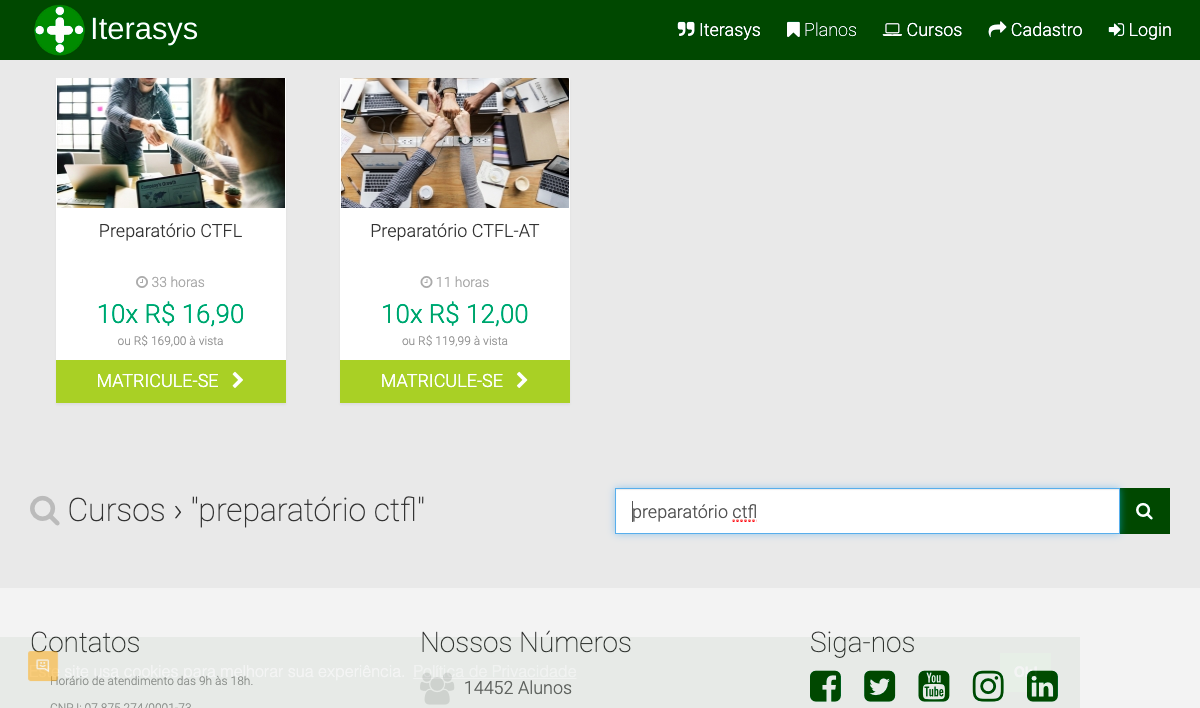 Iterasys
Iterasys Planos Cursos Cadastro Login
Preparatório CTFL
33 horas
10x R$ 16,90
ou R$ 169,00 à vista
MATRICULE-SE
Preparatório CTFL-AT
11 horas
10x R$ 12,00
ou R$ 119,99 à vista
MATRICULE-SE
Cursos › "preparatório ctfl"
preparatório ctfl
Contatos
Nossos Números
Siga-nos
site usa cookies para melhorar sua experiência. Política de Privacidade
OK
Horário de atendimento das 9h às 18h.
14452 Alunos
You Tube
in
CNPJ: 07.875.274/0001-73